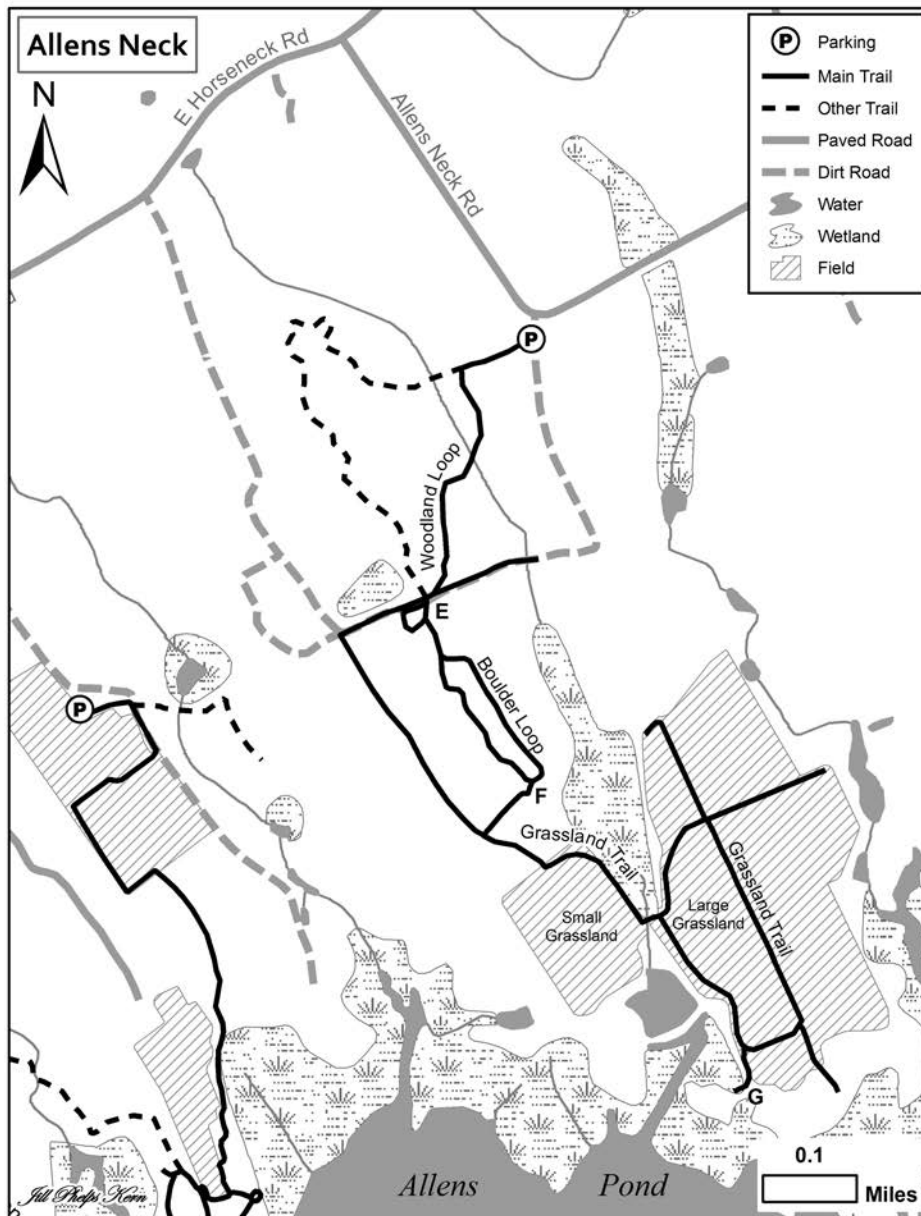 Allens Neck
N
E Horseneck Rd
Allens Neck Rd
P
Parking
Main Trail
Other Trail
Paved Road
Dirt Road
Water
Wetland
Field
P
Woodland Loop
E
Boulder Loop
P
F
Grassland Trail
Grassland Trail
Small
Grassland
Large
Grassland
G
Allens Pond
0.1
Miles
Jill Phelps Kern